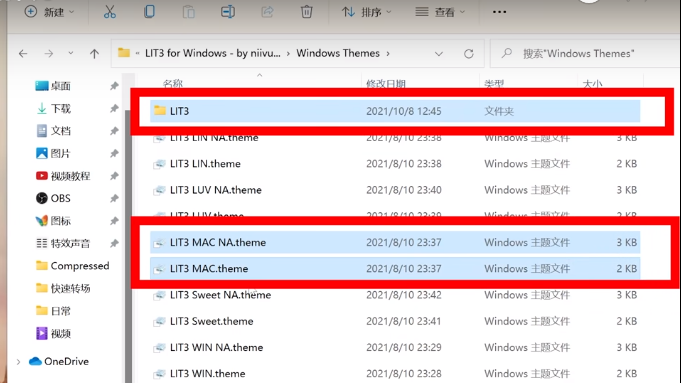 新建
排序
查看
« LIT3 for Windows - by niivu... › Windows Themes ›
搜索"Windows Themes"
名称 修改日期 类型 大小
桌面
下载
文档
图片
视频教程
OBS
图标
特效声音
Compressed
快速转场
日常
视频
OneDrive
LIT3 2021/10/8 12:45 文件夹
LIT3 LIN NA.theme 2021/8/10 23:38 Windows 主题文件 3 KB
LIT3 LIN.theme 2021/8/10 23:38 Windows 主题文件 2 KB
LIT3 LUV NA.theme 2021/8/10 23:40 Windows 主题文件 3 KB
LIT3 LUV.theme 2021/8/10 23:39 Windows 主题文件 2 KB
LIT3 MAC NA.theme 2021/8/10 23:37 Windows 主题文件 3 KB
LIT3 MAC.theme 2021/8/10 23:37 Windows 主题文件 2 KB
LIT3 Sweet NA.theme 2021/8/10 23:42 Windows 主题文件 3 KB
LIT3 Sweet.theme 2021/8/10 23:41 Windows 主题文件 2 KB
LIT3 WIN NA.theme 2021/8/10 23:29 Windows 主题文件 3 KB
LIT3 WIN.theme 2021/8/10 23:28 Windows 主题文件 2 KB